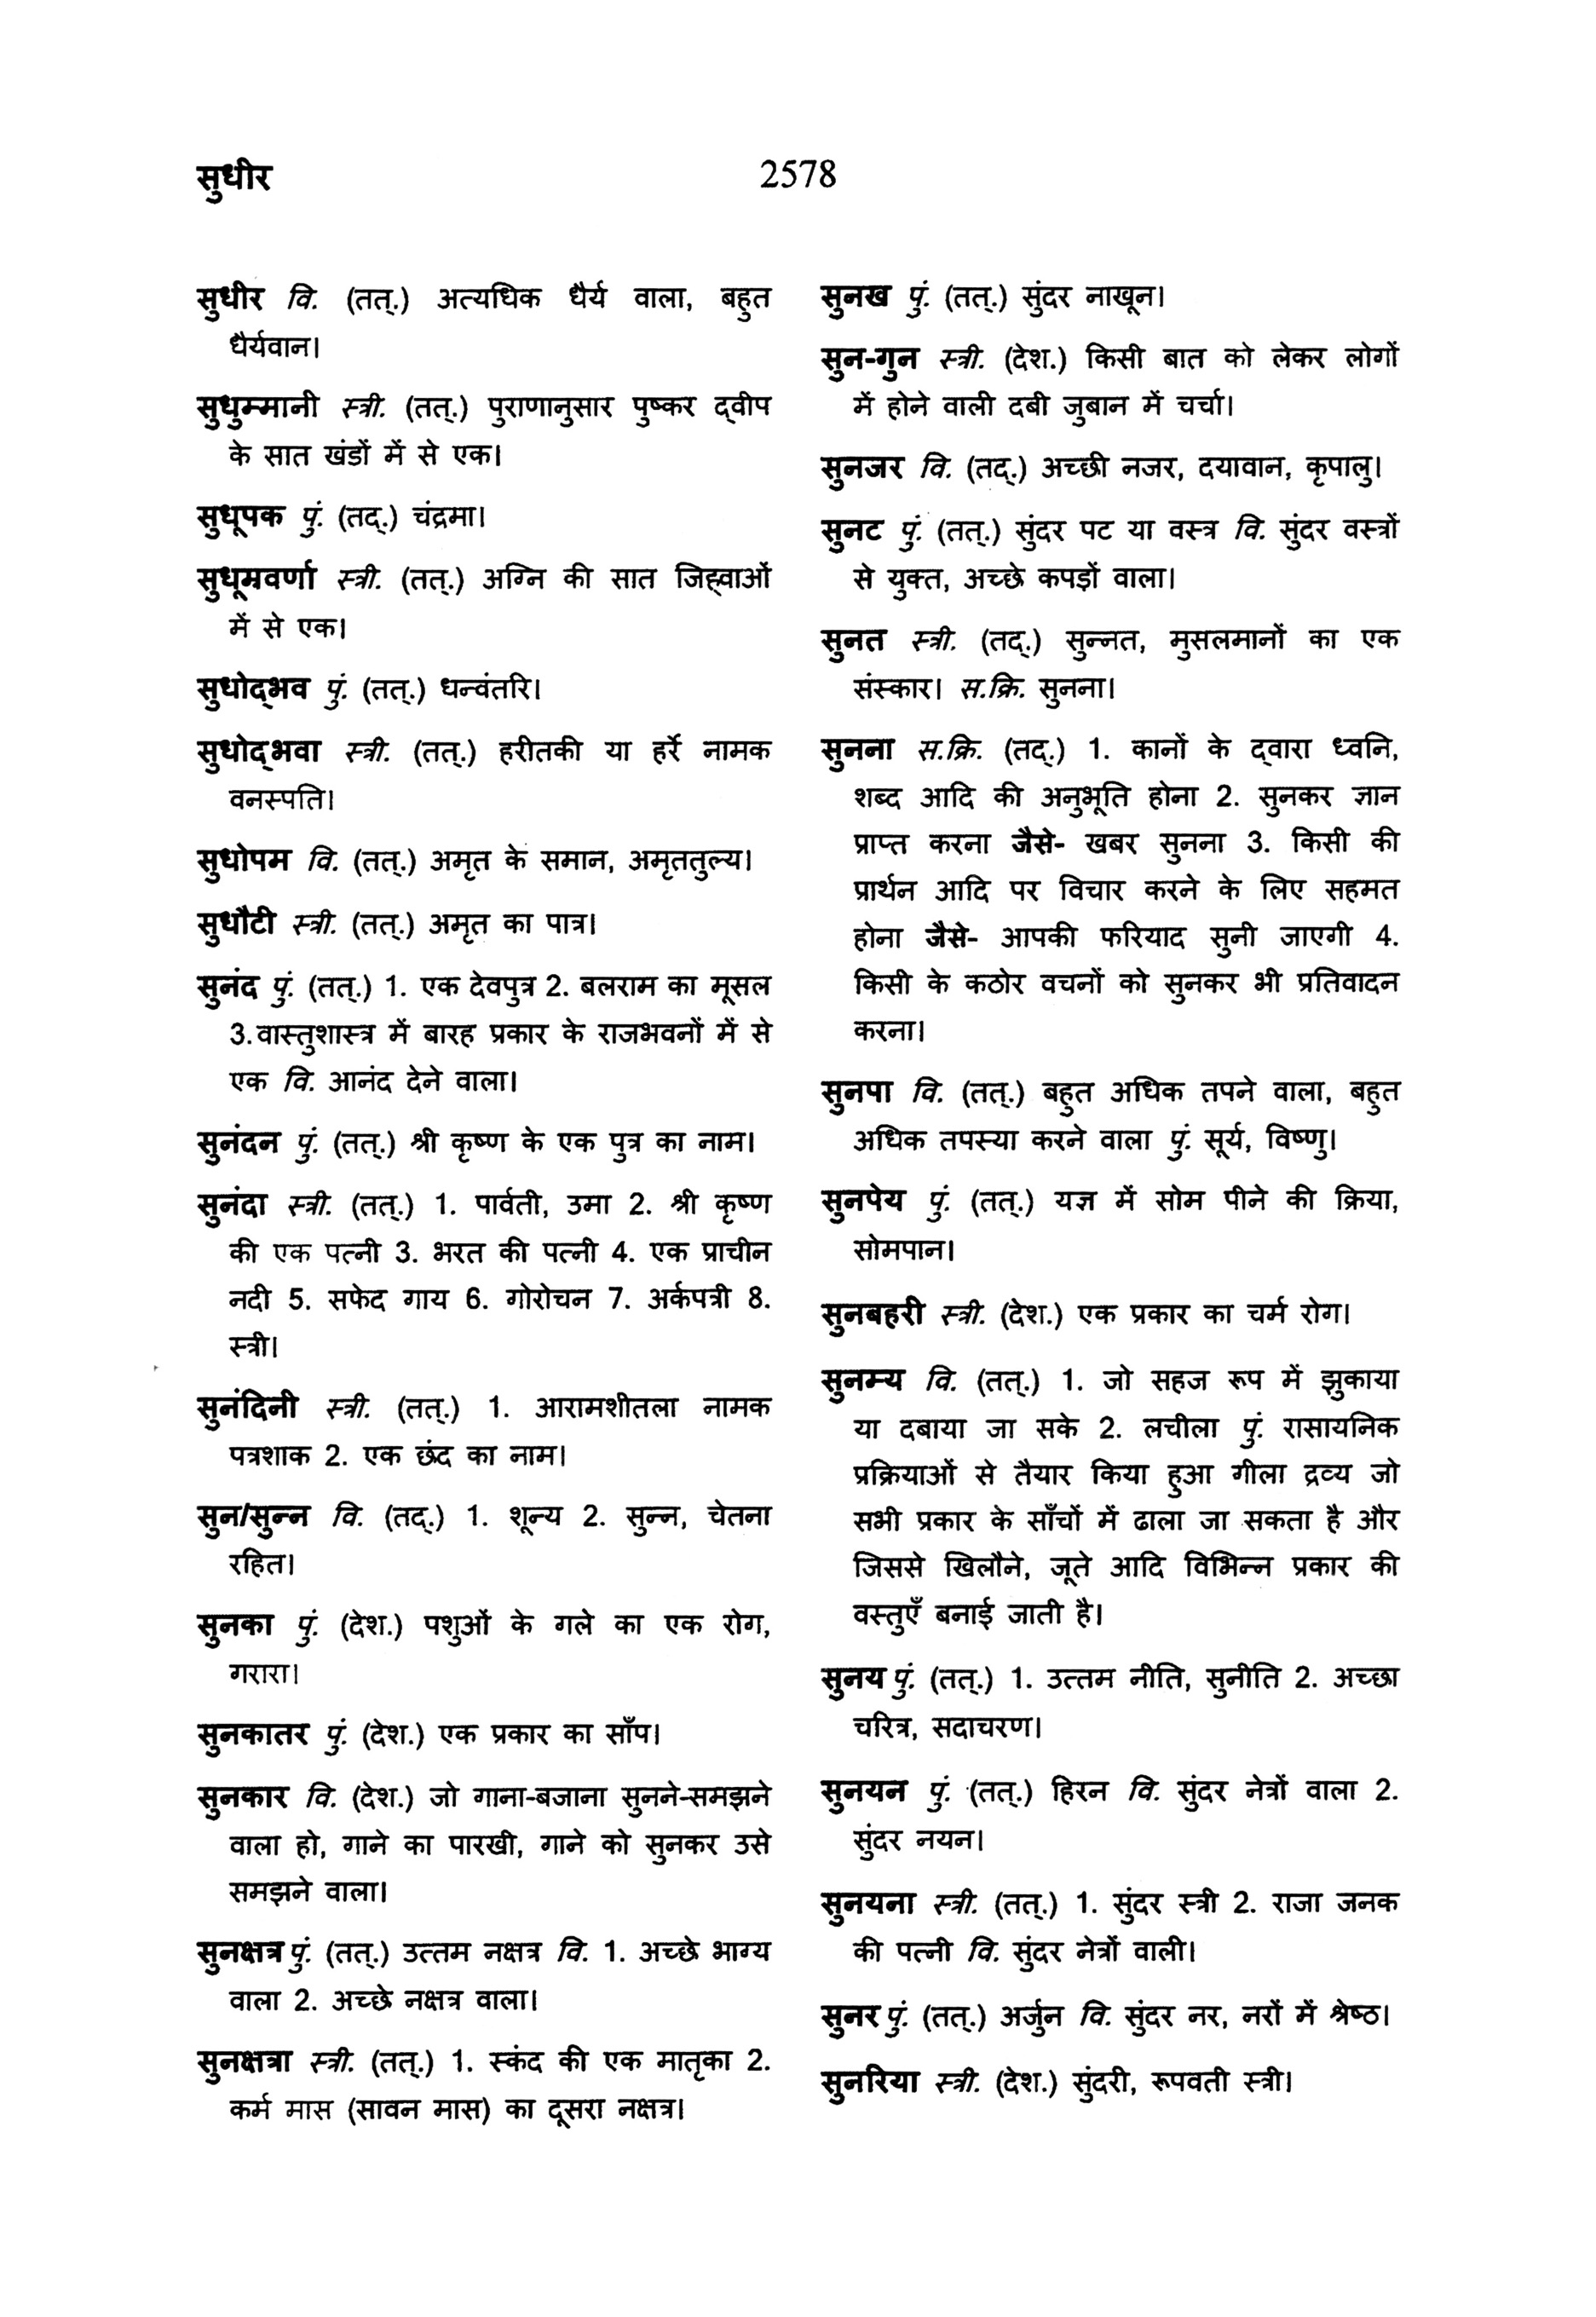 सुधीर
2578
सुधीर वि. (तत्.) अत्यधिक धैर्य वाला, बहुत
धैर्यवान।
सुधुम्मानी स्त्री. (तत्.) पुराणानुसार पुष्कर द्वीप
के सात खंडों में से एक।
सुधूपक पुं. (तद्.) चंद्रमा।
सुधूम्रवर्णा स्त्री. (तत्.) अग्नि की सात जिह्वाओं
में से एक।
सुधोद्भव पुं. (तत्.) धन्वंतरि।
सुधोद्भवा स्त्री. (तत्.) हरीतकी या हर्रे नामक
वनस्पति।
सुधोपम वि. (तत्.) अमृत के समान, अमृततुल्य।
सुधौटी स्त्री. (तत्.) अमृत का पात्र।
सुनंद पुं. (तत्.) 1. एक देवपुत्र 2. बलराम का मूसल
3.वास्तुशास्त्र में बारह प्रकार के राजभवनों में से
एक वि. आनंद देने वाला।
सुनंदन पुं. (तत्.) श्री कृष्ण के एक पुत्र का नाम।
सुनंदा स्त्री. (तत्.) 1. पार्वती, उमा 2. श्री कृष्ण
की एक पत्नी 3. भरत की पत्नी 4. एक प्राचीन
नदी 5. सफेद गाय 6. गोरोचन 7. अर्कपत्री 8.
स्त्री।
सुनंदिनी स्त्री. (तत्.) 1. आरामशीतला नामक
पत्रशाक 2. एक छंद का नाम।
सुन/सुन्न वि. (तद्.) 1. शून्य 2. सुन्न, चेतना
रहित।
सुनका पुं. (देश.) पशुओं के गले का एक रोग,
गरारा।
सुनकातर पुं. (देश.) एक प्रकार का साँप।
सुनकार वि. (देश.) जो गाना-बजाना सुनने-समझने
वाला हो, गाने का पारखी, गाने को सुनकर उसे
समझने वाला।
सुनक्षत्र पुं. (तत्.) उत्तम नक्षत्र वि. 1. अच्छे भाग्य
वाला 2. अच्छे नक्षत्र वाला।
सुनक्षत्रा स्त्री. (तत्.) 1. स्कंद की एक मातृका 2.
कर्म मास (सावन मास) का दूसरा नक्षत्र।
सुनख पुं. (तत्.) सुंदर नाखून।
सुन-गुन स्त्री. (देश.) किसी बात को लेकर लोगों
में होने वाली दबी जुबान में चर्चा।
सुनजर वि. (तद्.) अच्छी नजर, दयावान, कृपालु।
सुनट पुं. (तत्.) सुंदर पट या वस्त्र वि. सुंदर वस्त्रों
से युक्त, अच्छे कपड़ों वाला।
सुनत स्त्री. (तद्.) सुन्नत, मुसलमानों का एक
संस्कार। स.क्रि. सुनना।
सुनना स.क्रि. (तद्.) 1. कानों के द्वारा ध्वनि,
शब्द आदि की अनुभूति होना 2. सुनकर ज्ञान
प्राप्त करना जैसे- खबर सुनना 3. किसी की
प्रार्थन आदि पर विचार करने के लिए सहमत
होना जैसे- आपकी फरियाद सुनी जाएगी 4.
किसी के कठोर वचनों को सुनकर भी प्रतिवादन
करना।
सुनपा वि. (तत्.) बहुत अधिक तपने वाला, बहुत
अधिक तपस्या करने वाला पुं. सूर्य, विष्णु।
सुनपेय पुं. (तत्.) यज्ञ में सोम पीने की क्रिया,
सोमपान।
सुनबहरी स्त्री. (देश.) एक प्रकार का चर्म रोग।
सुनम्य वि. (तत्.) 1. जो सहज रूप में झुकाया
या दबाया जा सके 2. लचीला पुं. रासायनिक
प्रक्रियाओं से तैयार किया हुआ गीला द्रव्य जो
सभी प्रकार के साँचों में ढाला जा सकता है और
जिससे खिलौने, जूते आदि विभिन्न प्रकार की
वस्तुएँ बनाई जाती है।
सुनय पुं. (तत्.) 1. उत्तम नीति, सुनीति 2. अच्छा
चरित्र, सदाचरण।
सुनयन पुं. (तत्.) हिरन वि. सुंदर नेत्रों वाला 2.
सुंदर नयन।
सुनयना स्त्री. (तत्.) 1. सुंदर स्त्री 2. राजा जनक
की पत्नी वि. सुंदर नेत्रों वाली।
सुनर पुं. (तत्.) अर्जुन वि. सुंदर नर, नरों में श्रेष्ठ।
सुनरिया स्त्री. (देश.) सुंदरी, रूपवती स्त्री।